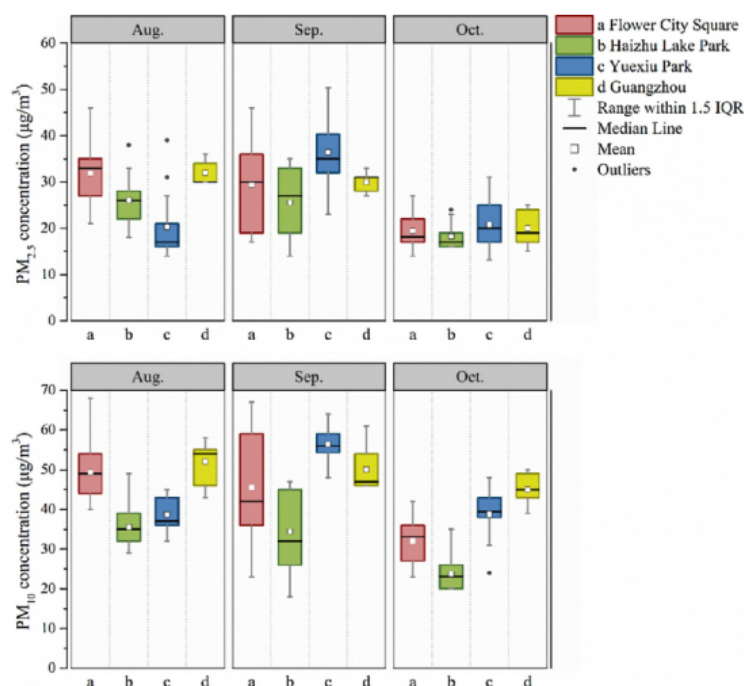 Aug. Sep. Oct.
60
50
40
30
20
10
0
PM2.5 concentration (μg/m³)
a b c d a b c d a b c d
a Flower City Square
b Haizhu Lake Park
c Yuexiu Park
d Guangzhou
Range within 1.5 IQR
Median Line
Mean
Outliers
Aug. Sep. Oct.
70
60
50
40
30
20
10
0
PM10 concentration (μg/m³)
a b c d a b c d a b c d